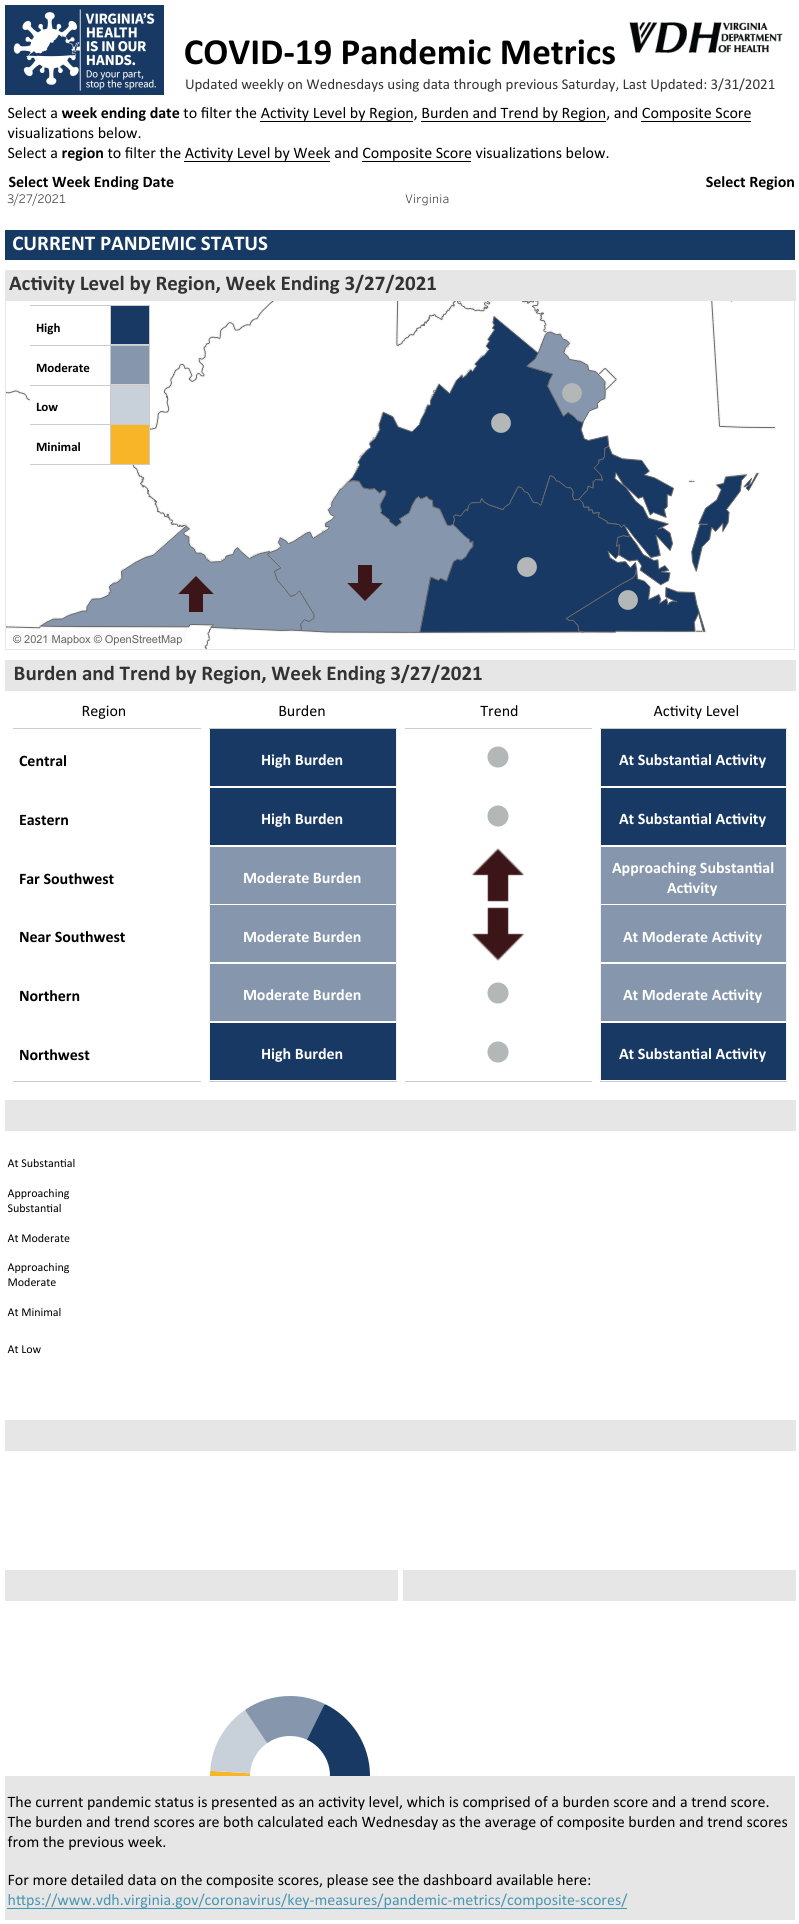 VIRGINIA'S
HEALTH
IS IN OUR
HANDS.
Do your part,
stop the spread.
COVID-19 Pandemic Metrics
VDH VIRGINIA
DEPARTMENT
OF HEALTH
Updated weekly on Wednesdays using data through previous Saturday, Last Updated: 3/31/2021
Select a week ending date to filter the Activity Level by Region, Burden and Trend by Region, and Composite Score
visualizations below.
Select a region to filter the Activity Level by Week and Composite Score visualizations below.
Select Week Ending Date Select Region
3/27/2021 Virginia
CURRENT PANDEMIC STATUS
Activity Level by Region, Week Ending 3/27/2021
High
Moderate
Low
Minimal
© 2021 Mapbox © OpenStreetMap
Burden and Trend by Region, Week Ending 3/27/2021
Region Burden Trend Activity Level
Central High Burden At Substantial Activity
Eastern High Burden At Substantial Activity
Far Southwest Moderate Burden Approaching Substantial
Activity
Near Southwest Moderate Burden At Moderate Activity
Northern Moderate Burden At Moderate Activity
Northwest High Burden At Substantial Activity
At Substantial
Approaching
Substantial
At Moderate
Approaching
Moderate
At Minimal
At Low
The current pandemic status is presented as an activity level, which is comprised of a burden score and a trend score.
The burden and trend scores are both calculated each Wednesday as the average of composite burden and trend scores
from the previous week.
For more detailed data on the composite scores, please see the dashboard available here:
https://www.vdh.virginia.gov/coronavirus/key-measures/pandemic-metrics/composite-scores/